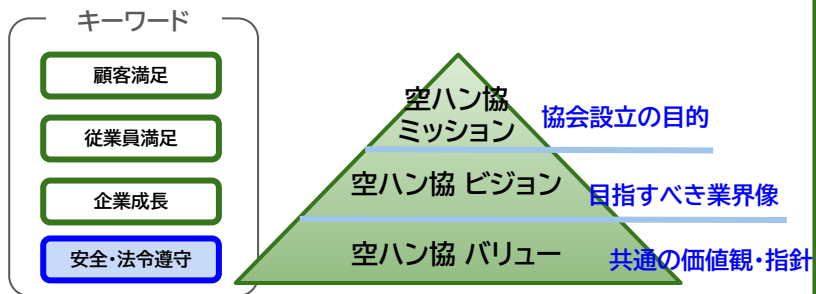 キーワード
顧客満足
従業員満足
企業成長
安全・法令遵守
空ハン協
ミッション
協会設立の目的
空ハン協 ビジョン
目指すべき業界像
空ハン協 バリュー
共通の価値観・指針